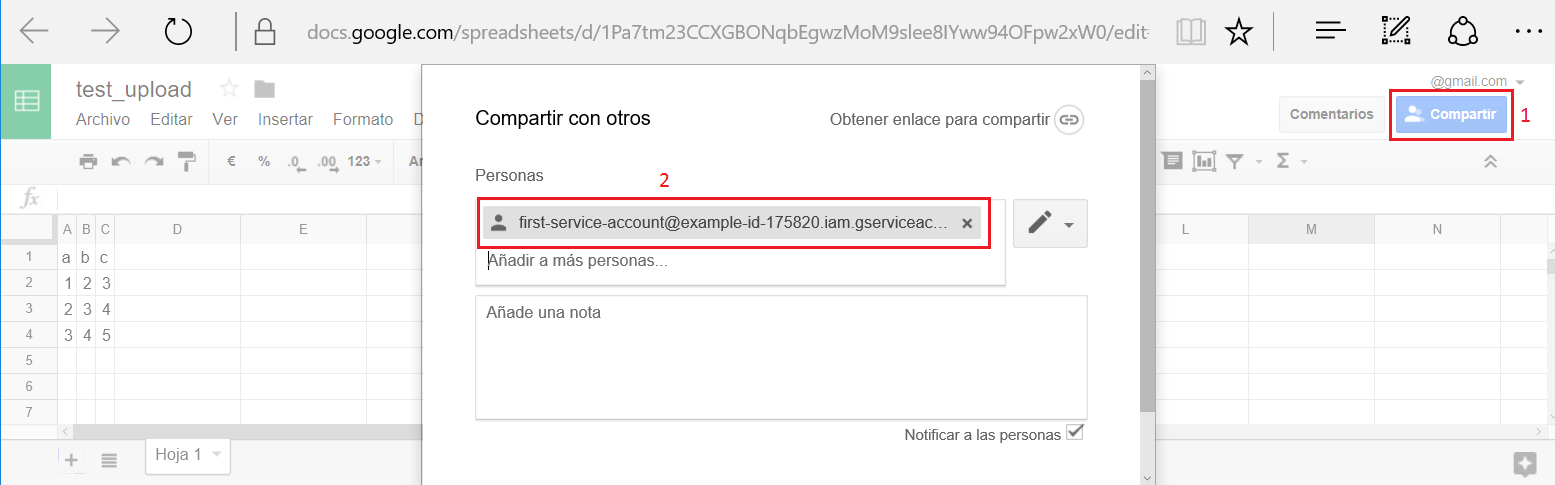 docs.google.com/spreadsheets/d/1Pa7tm23CCXGBONqbEgwzMoM9slee8IYww94OFpw2xW0/edit
test_upload
@gmail.com
Archivo Editar Ver Insertar Formato D
Comentarios
Compartir
1
€ % .0 .00 123 Ar
Σ
fx
Compartir con otros
Obtener enlace para compartir
Personas
2
first-service-account@example-id-175820.iam.gserviceac...
Añadir a más personas...
Añade una nota
Notificar a las personas
A B C D E L M N
1 a b c
2 1 2 3
3 2 3 4
4 3 4 5
5
6
7
Hoja 1